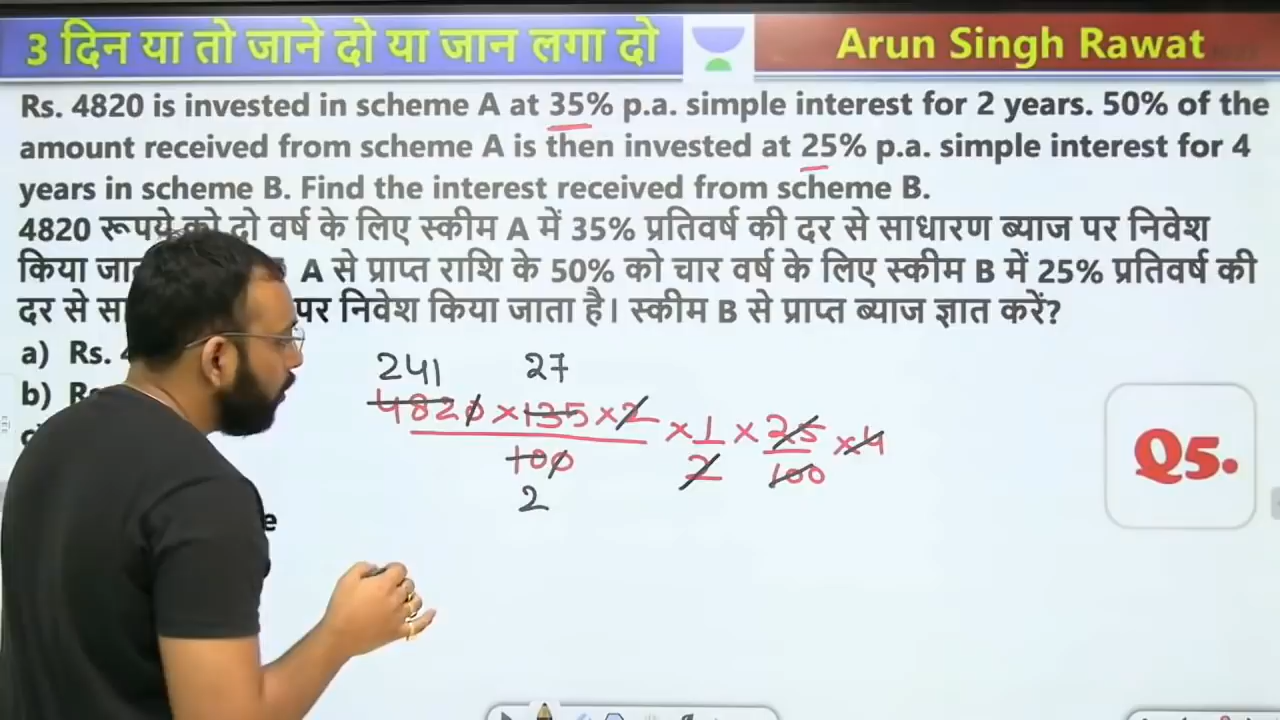 3 दिन या तो जाने दो या जान लगा दो
Arun Singh Rawat
Rs. 4820 is invested in scheme A at 35% p.a. simple interest for 2 years. 50% of the
amount received from scheme A is then invested at 25% p.a. simple interest for 4
years in scheme B. Find the interest received from scheme B.
4820 रूपये को दो वर्ष के लिए स्कीम A में 35% प्रतिवर्ष की दर से साधारण ब्याज पर निवेश
किया A से प्राप्त राशि के 50% को चार वर्ष के लिए स्कीम B में 25% प्रतिवर्ष की
दर से पर निवेश किया जाता है। स्कीम B से प्राप्त ब्याज ज्ञात करें?
a) Rs.
b)
241 27
4820 × 135 × 2 × 1 × 25 × 4
100 2 100
2
Q5.